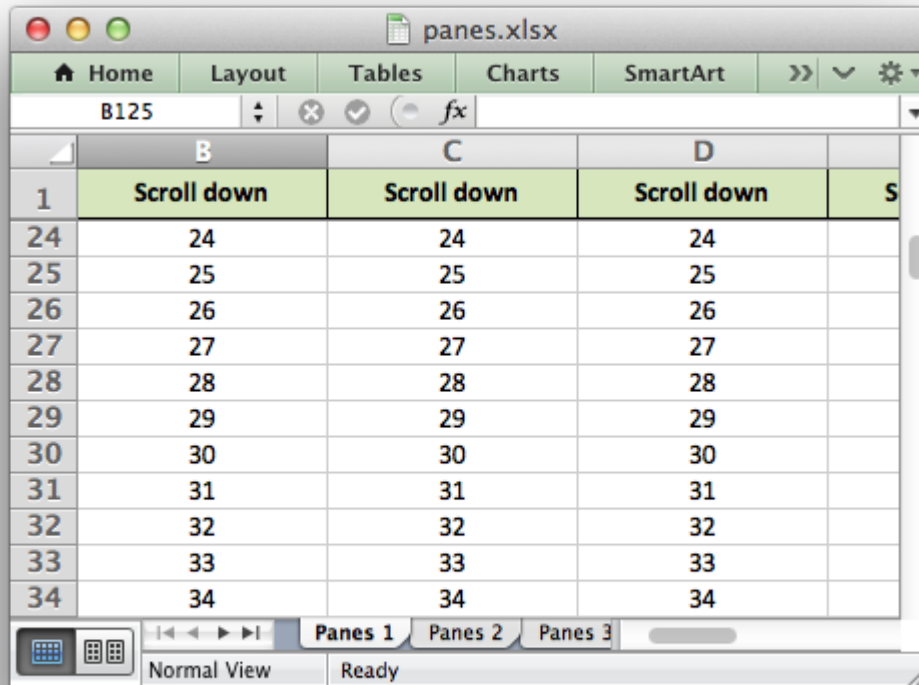 panes.xlsx
Home Layout Tables Charts SmartArt
B125 fx
B C D
1 Scroll down Scroll down Scroll down S
24 24 24 24
25 25 25 25
26 26 26 26
27 27 27 27
28 28 28 28
29 29 29 29
30 30 30 30
31 31 31 31
32 32 32 32
33 33 33 33
34 34 34 34
Panes 1 Panes 2 Panes 3
Normal View Ready